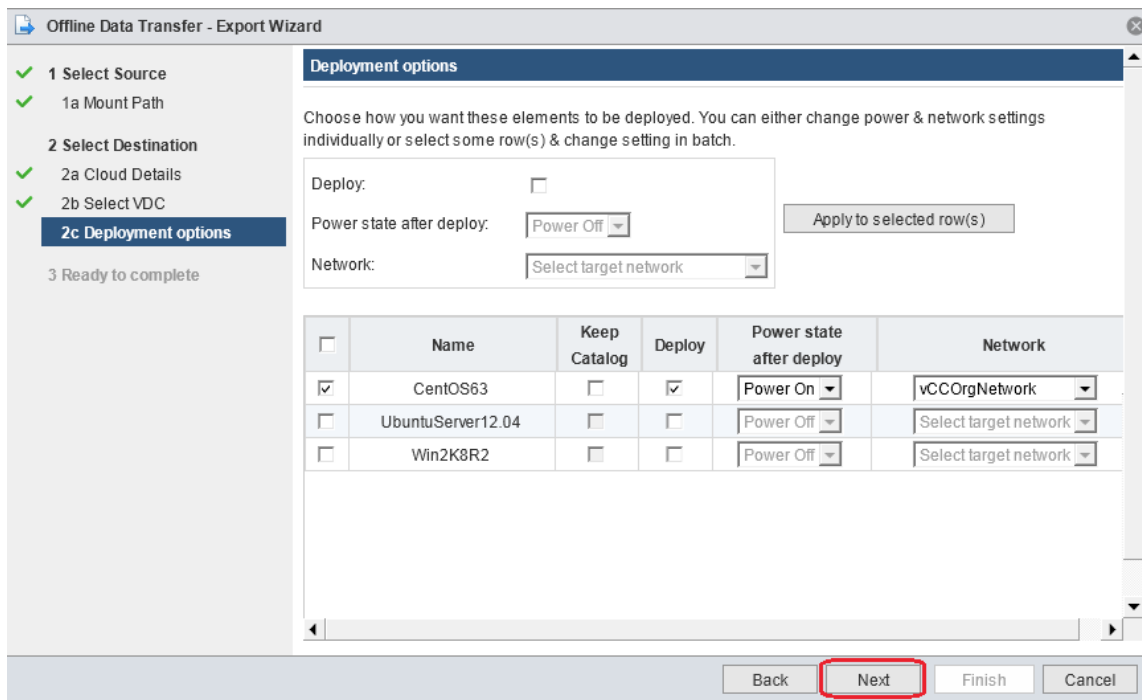 Offline Data Transfer - Export Wizard
1 Select Source
1a Mount Path
2 Select Destination
2a Cloud Details
2b Select VDC
2c Deployment options
3 Ready to complete
Deployment options
Choose how you want these elements to be deployed. You can either change power & network settings
individually or select some row(s) & change setting in batch.
Deploy:
Power state after deploy: Power Off
Network: Select target network
Apply to selected row(s)
Name Keep Catalog Deploy Power state after deploy Network
CentOS63 Power On vCCOrgNetwork
UbuntuServer12.04 Power Off Select target network
Win2K8R2 Power Off Select target network
Back Next Finish Cancel